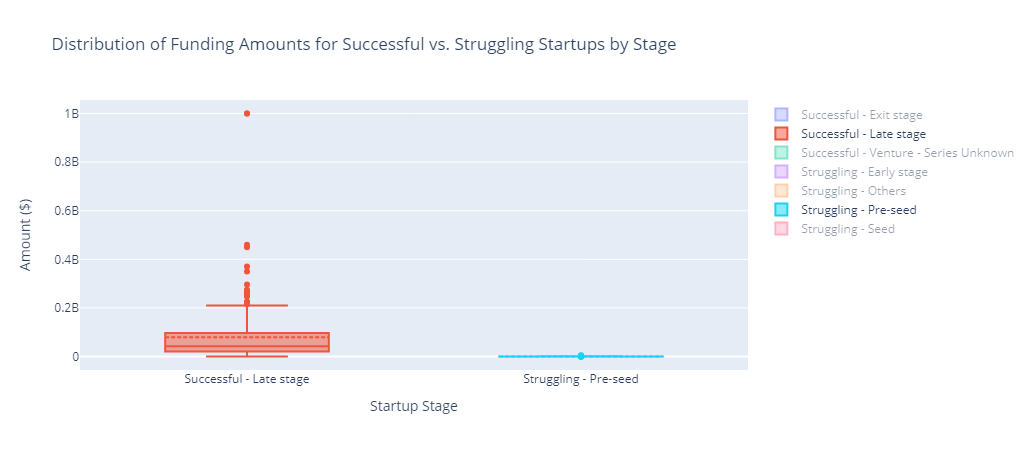 Distribution of Funding Amounts for Successful vs. Struggling Startups by Stage
1B
0.8B
0.6B
0.4B
0.2B
0
Amount ($)
Successful - Late stage
Struggling - Pre-seed
Startup Stage
Successful - Exit stage
Successful - Late stage
Successful - Venture - Series Unknown
Struggling - Early stage
Struggling - Others
Struggling - Pre-seed
Struggling - Seed